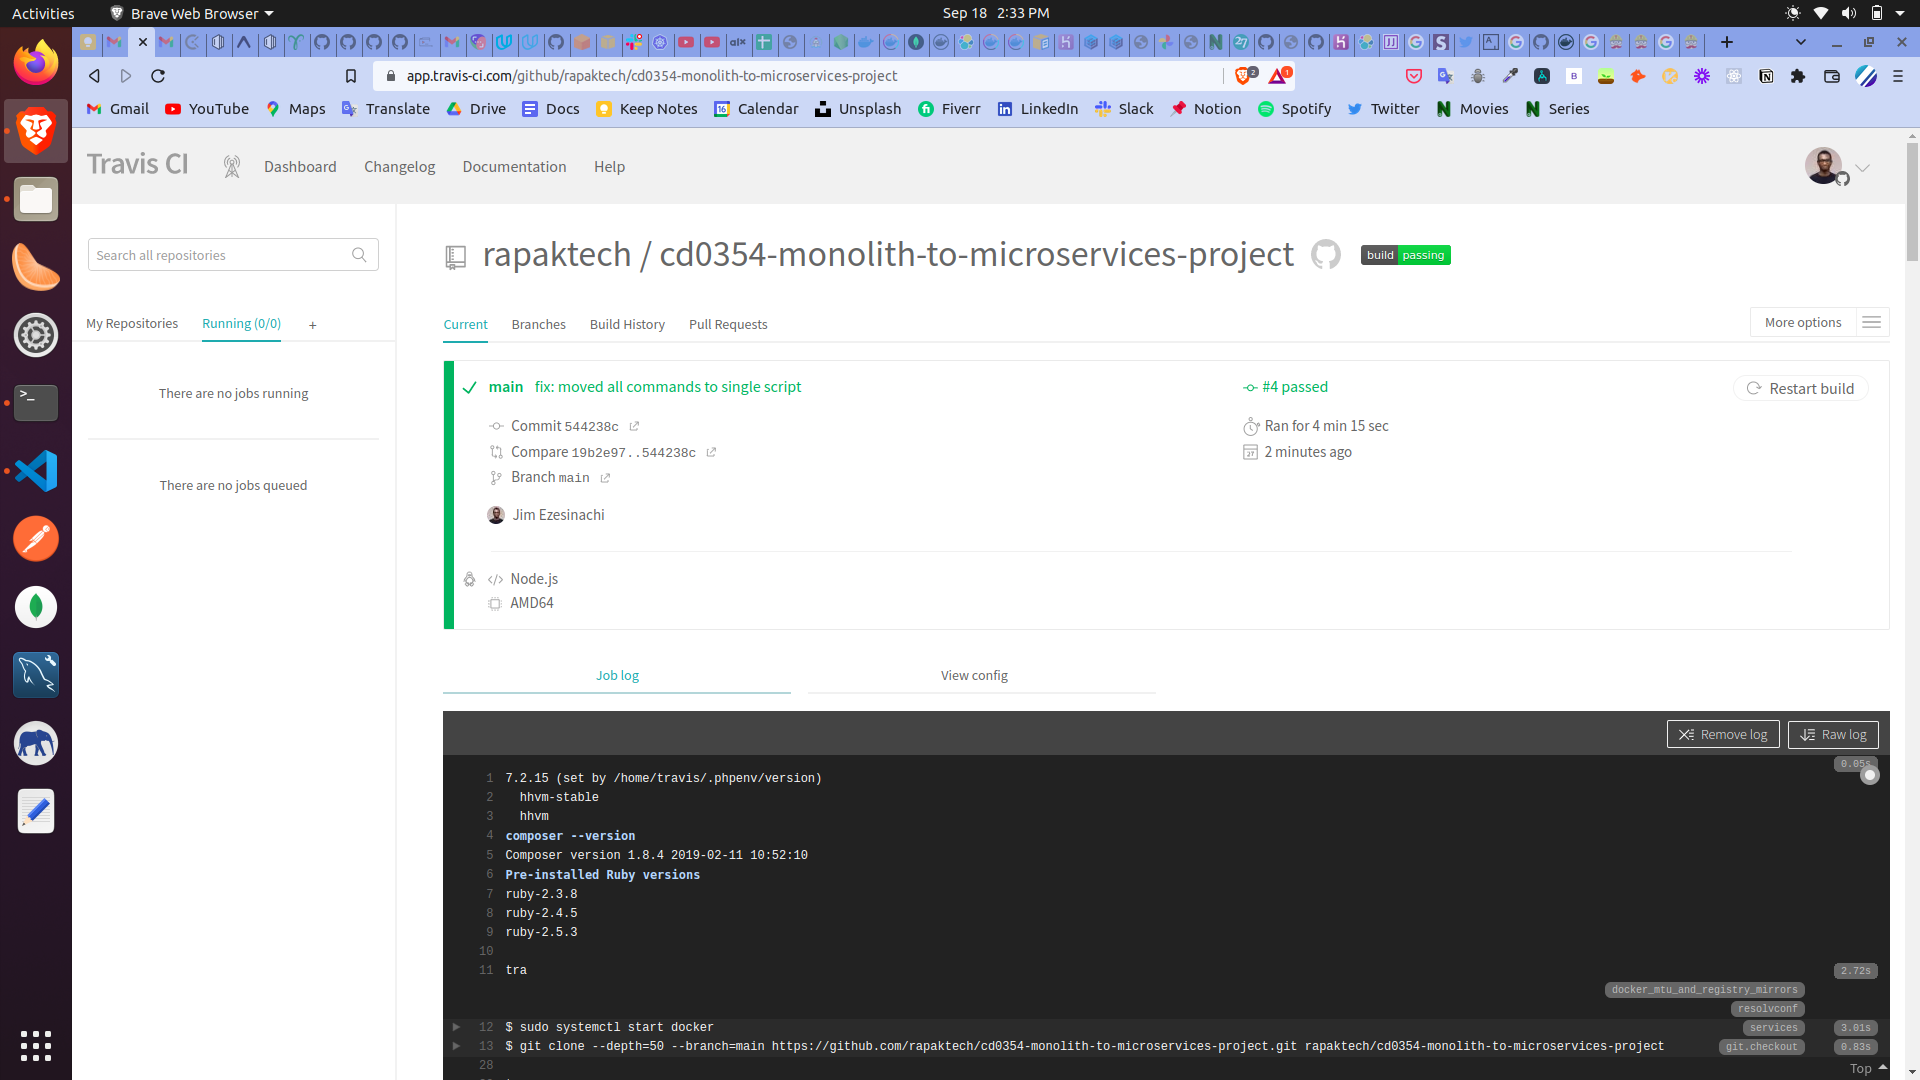 Activities
Brave Web Browser
Sep 18 2:33 PM
app.travis-ci.com/github/rapaktech/cd0354-monolith-to-microservices-project
Gmail YouTube Maps Translate Drive Docs Keep Notes Calendar Unsplash Fiverr LinkedIn Slack Notion Spotify Twitter Movies Series
Travis CI
Dashboard Changelog Documentation Help
Search all repositories
My Repositories Running (0/0) +
There are no jobs running
There are no jobs queued
rapaktech / cd0354-monolith-to-microservices-project
build passing
Current Branches Build History Pull Requests
More options
main fix: moved all commands to single script
#4 passed
Restart build
Commit 544238c
Ran for 4 min 15 sec
Compare 19b2e97..544238c
2 minutes ago
Branch main
Jim Ezesinachi
Node.js
AMD64
Job log View config
Remove log Raw log
0.05s
1 7.2.15 (set by /home/travis/.phpenv/version)
2 hhvm-stable
3 hhvm
4 composer --version
5 Composer version 1.8.4 2019-02-11 10:52:10
6 Pre-installed Ruby versions
7 ruby-2.3.8
8 ruby-2.4.5
9 ruby-2.5.3
10
11 tra
2.72s
docker_mtu_and_registry_mirrors
resolvconf
12 $ sudo systemctl start docker services 3.01s
13 $ git clone --depth=50 --branch=main https://github.com/rapaktech/cd0354-monolith-to-microservices-project.git rapaktech/cd0354-monolith-to-microservices-project git.checkout 0.83s
28
Top